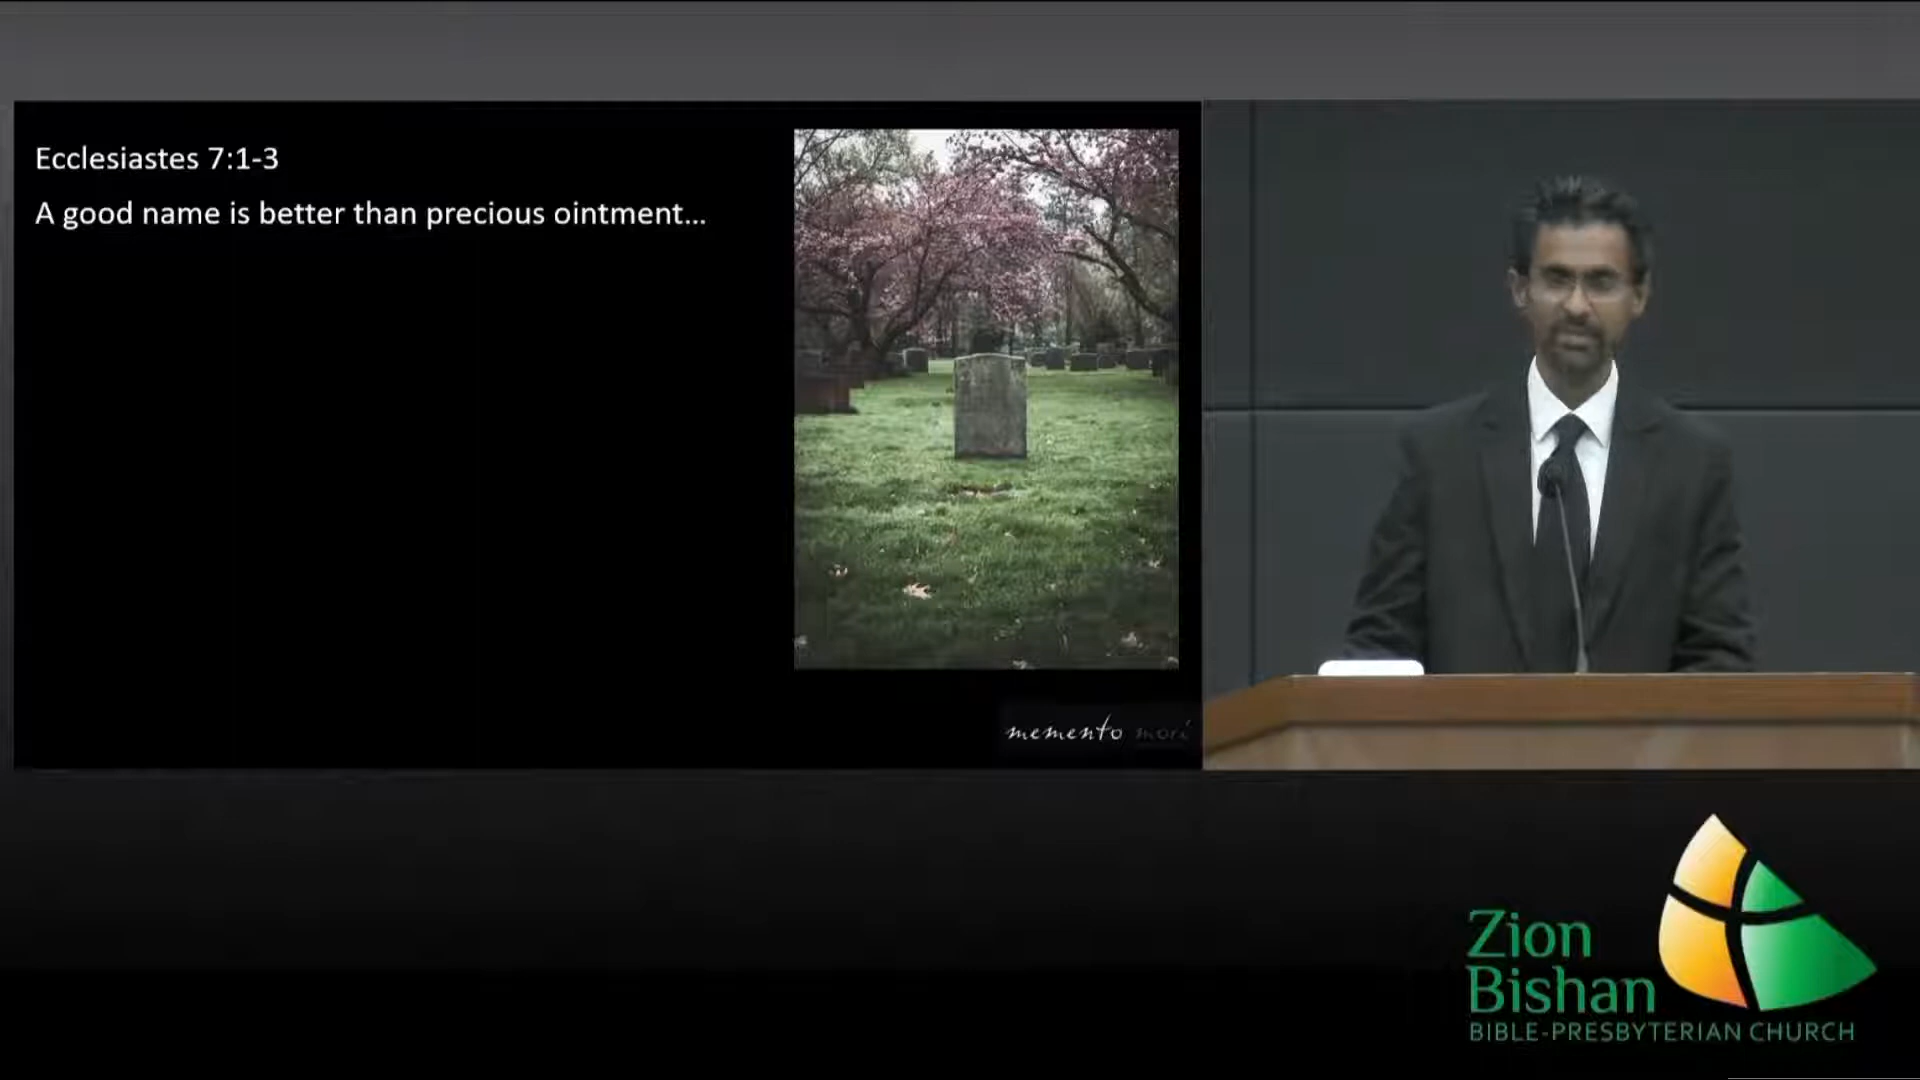 Ecclesiastes 7:1-3
A good name is better than precious ointment...
memento mori
Zion
Bishan
BIBLE-PRESBYTERIAN CHURCH